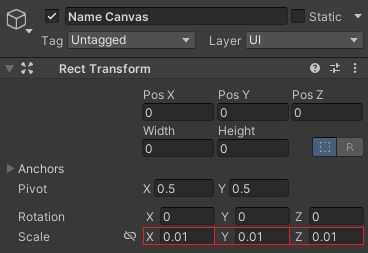 Name Canvas Static
Tag Untagged Layer UI
Rect Transform
Pos X Pos Y Pos Z
0 0 0
Width Height
0 0
R
Anchors
Pivot X 0.5 Y 0.5
Rotation X 0 Y 0 Z 0
Scale X 0.01 Y 0.01 Z 0.01